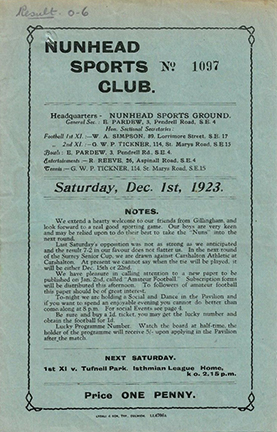 Result. 0-6
NUNHEAD
SPORTS No 1097
CLUB.
Headquarters - NUNHEAD SPORTS GROUND.
General Sec.: E. PARDEW, 3, Pendrell Road, S.E. 4
Hon. Sectional Secretaries:
Football 1st XI.—W. A. SIMPSON, 89, Lorrimore Street, S.E. 17
„ 2nd XI.—G. W. F. TICKNER, 114, St. Marys Road, S.E. 15
Bowls: E. PARDEW, 3, Pendrell Rd., S.E. 4.
Entertainments—R. REEVE, 26, Aspinall Road, S.E. 4
Tennis—G. W. F. TICKNER, 114, St. Marys Road, S.E. 15
Saturday, Dec. 1st, 1923.
NOTES.
We extend a hearty welcome to our friends from Gillingham, and
look forward to a real good sporting game. Our boys are very keen
and may be relied upon to do their best to take the "Nuns" into the
next round.
Last Saturday's opposition was not as strong as we anticipated
and the result 7-2 in our favour does not flatter us. In the next round
of the Surrey Senior Cup, we are drawn against Carshalton Athletic at
Carshalton. At present we cannot say when the tie will be played. it
will be either Dec. 15th or 22nd.
We have pleasure in calling attention to a new paper to be
published on Jan. 2nd, called "Amateur Football." Subscription forms
will be distributed this afternoon. To followers of amateur football
this paper should be of great interest.
To-night we are holding a Social and Dance in the Pavilion and
if you want to spend an enjoyable evening you cannot do better than
come along at 8 p.m. For social Events see page 4
Be sure and buy a 1d. ticket, you may get the lucky number and
obtain the football for 1d.
Lucky Programme Number. Watch the board at half-time, the
holder of the programme will receive 5/- upon applying in the Pavilion
after the match.
NEXT SATURDAY.
1st XI v. Tufnell Park. Isthmian League, Home,
k o. 2.15 p.m.
Price ONE PENNY.